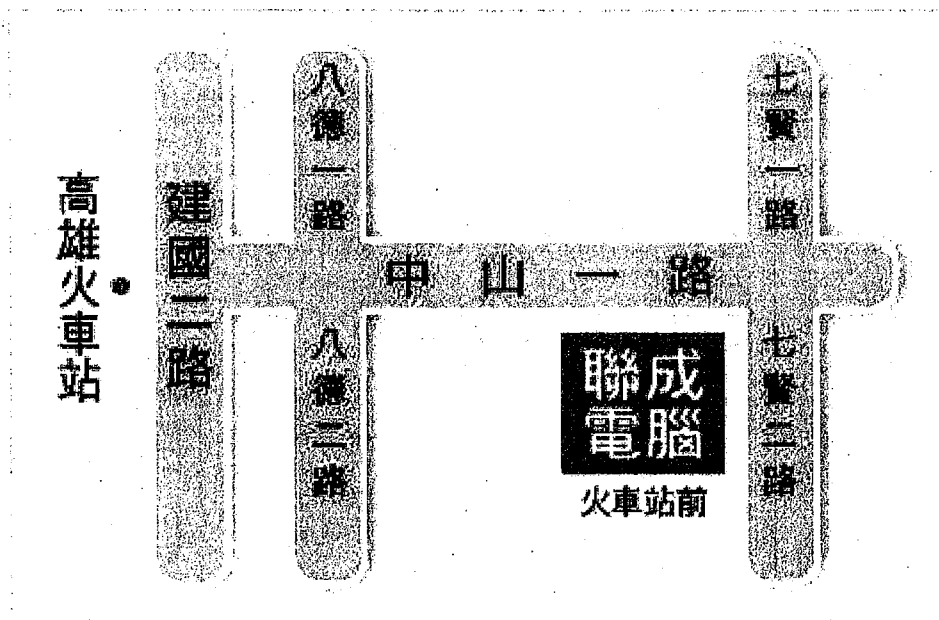 高雄火車站
建國二路
八德一路
八德二路
中山一路
七賢一路
七賢二路
聯成
電腦
火車站前